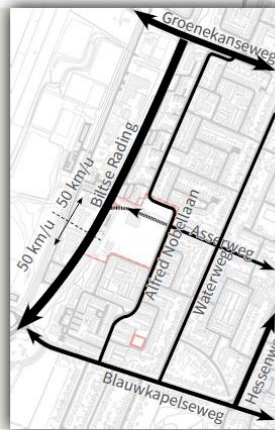 Groenekanseweg
50 km/u
50 km/u
Biltse Rading
Asserweg
Alfred Nobellaan
Waterweg
Hessenw
Blauwkapelseweg